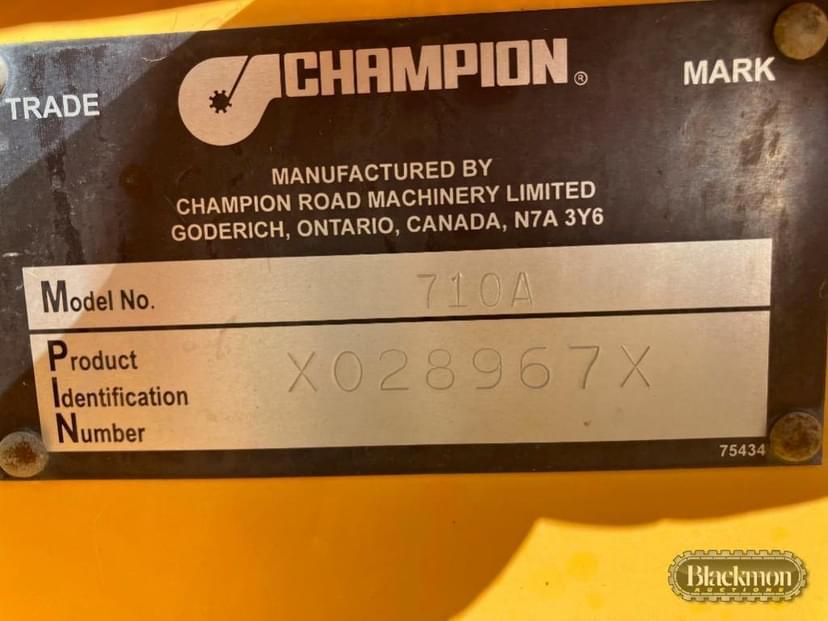 CHAMPION®
TRADE MARK
MANUFACTURED BY
CHAMPION ROAD MACHINERY LIMITED
GODERICH, ONTARIO, CANADA, N7A 3Y6
Model No. 710A
Product
Identification
Number
X028967X
75434
Blackmon
AUCTIONS